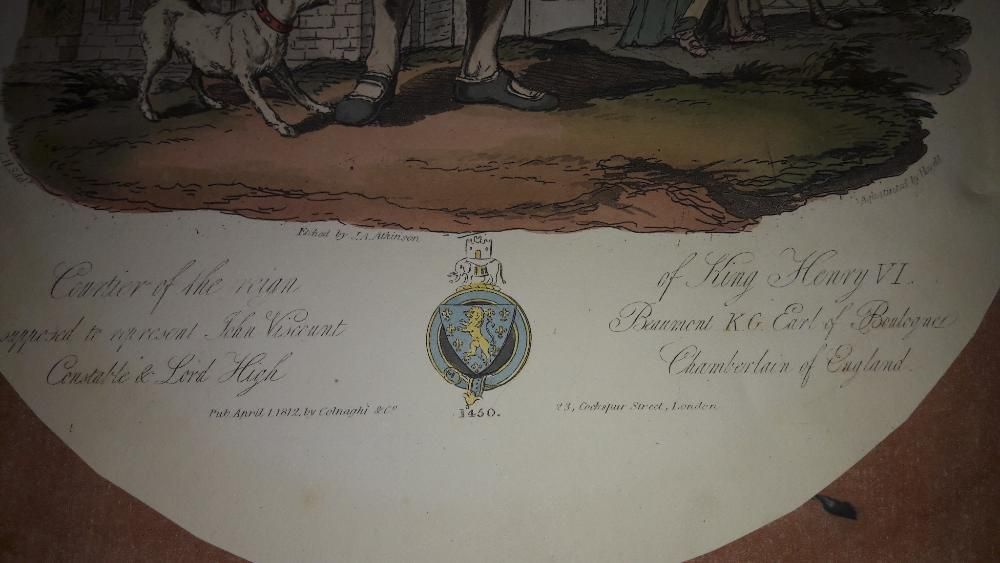 Etched by J.A. Atkinson
Aquatinted by
Courtier of the reign of King Henry VI.
supposed to represent John Viscount Beaumont K.G. Earl of Boulogne
Constable & Lord High Chamberlain of England.
Pub. April 1, 1812, by Colnaghi & Co 23, Cockspur Street, London
1450.